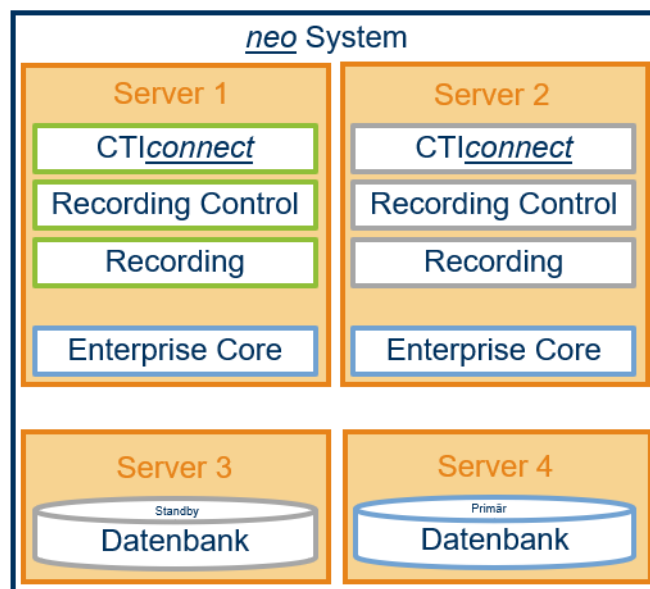 neo System
Server 1
CTIconnect
Recording Control
Recording
Enterprise Core
Server 2
CTIconnect
Recording Control
Recording
Enterprise Core
Server 3
Standby
Datenbank
Server 4
Primär
Datenbank